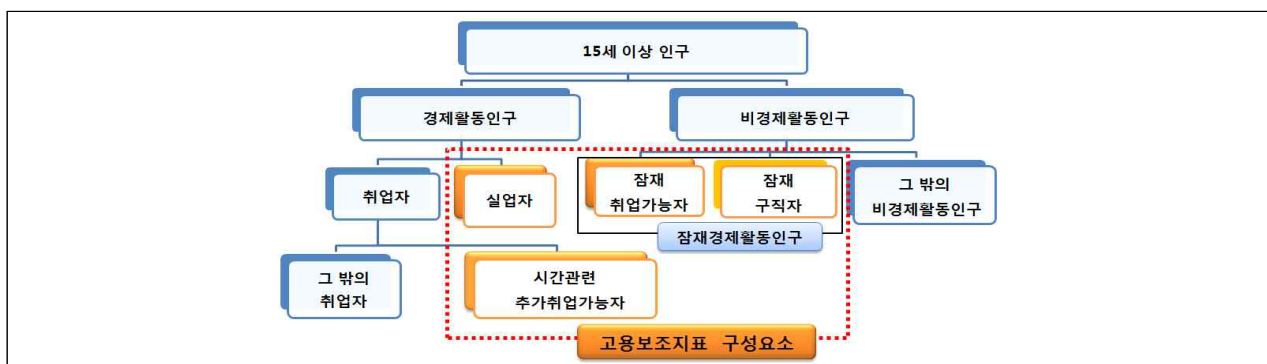 15세 이상 인구
경제활동인구
비경제활동인구
취업자
실업자
잠재
취업가능자
잠재
구직자
그 밖의
비경제활동인구
잠재경제활동인구
그 밖의
취업자
시간관련
추가취업가능자
고용보조지표 구성요소